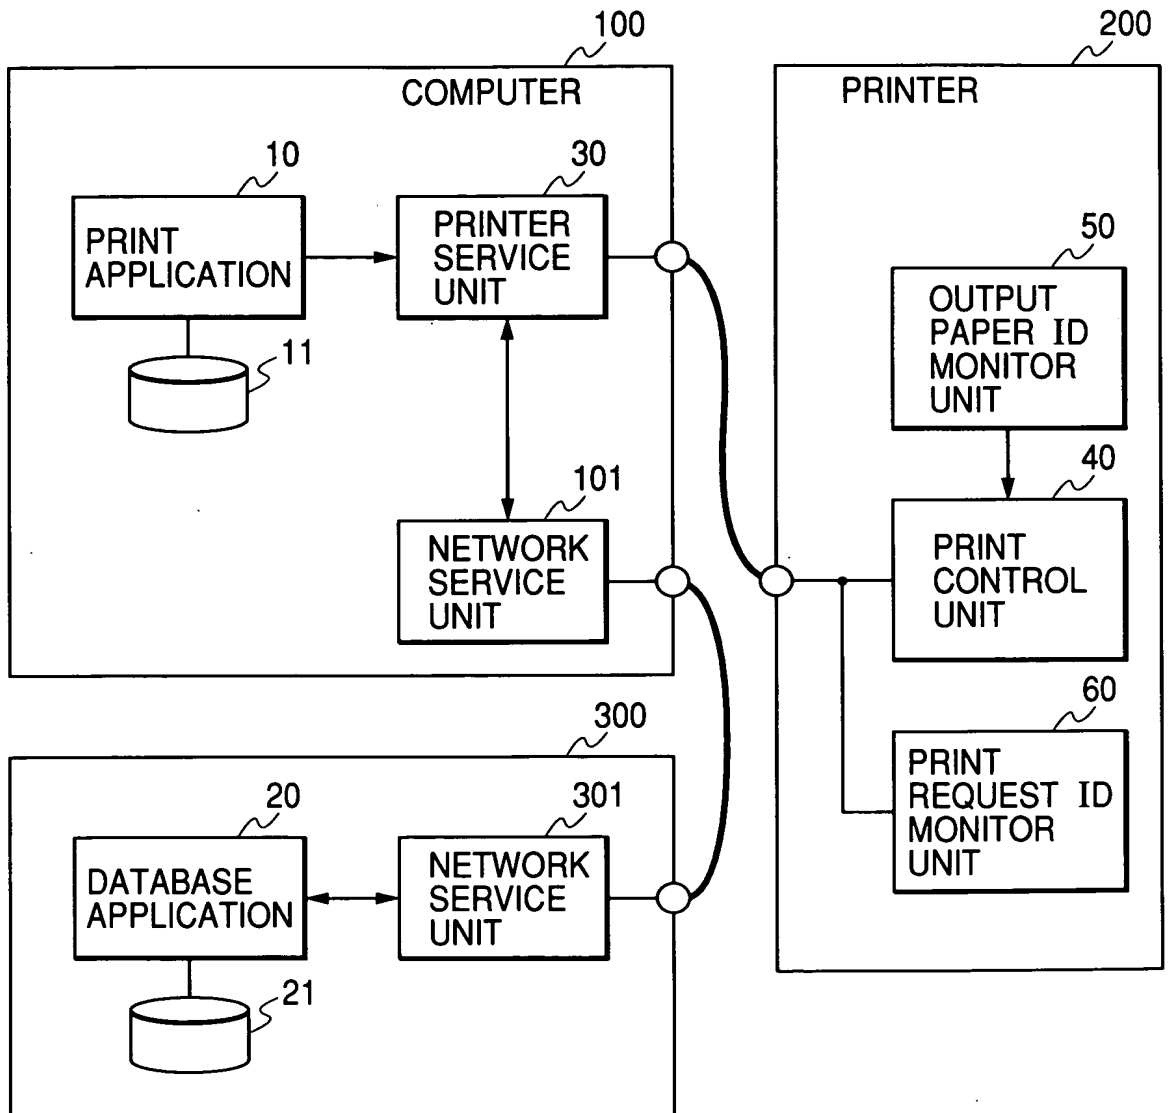 100
COMPUTER
10
PRINT
APPLICATION
11
30
PRINTER
SERVICE
UNIT
101
NETWORK
SERVICE
UNIT
200
PRINTER
50
OUTPUT
PAPER ID
MONITOR
UNIT
40
PRINT
CONTROL
UNIT
60
PRINT
REQUEST ID
MONITOR
UNIT
300
20
DATABASE
APPLICATION
21
301
NETWORK
SERVICE
UNIT